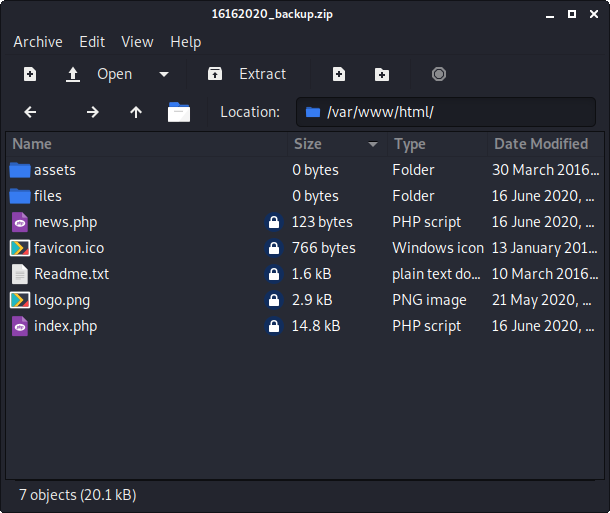 16162020_backup.zip
Archive Edit View Help
Open Extract
Location: /var/www/html/
Name Size Type Date Modified
assets 0 bytes Folder 30 March 2016...
files 0 bytes Folder 16 June 2020, ...
news.php 123 bytes PHP script 16 June 2020, ...
favicon.ico 766 bytes Windows icon 13 January 201...
Readme.txt 1.6 kB plain text do... 10 March 2016...
logo.png 2.9 kB PNG image 21 May 2020, ...
index.php 14.8 kB PHP script 16 June 2020, ...
7 objects (20.1 kB)